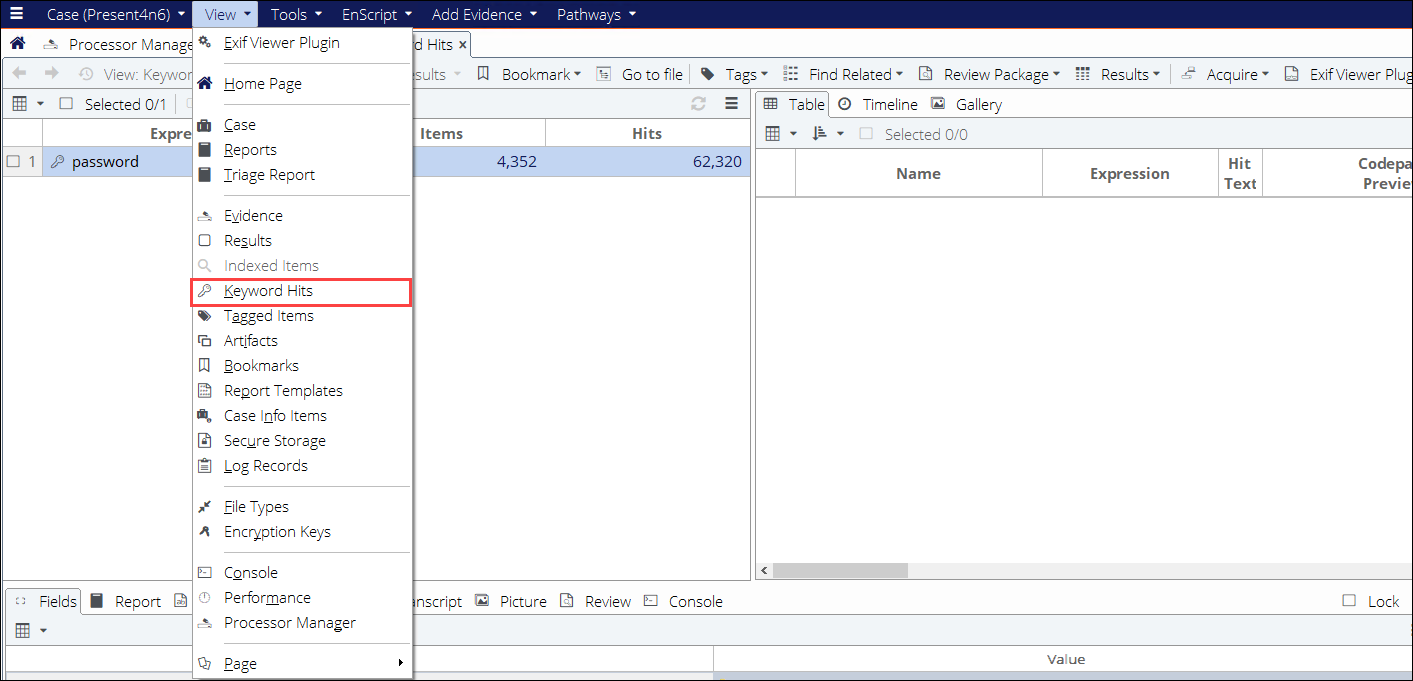 Case (Present4n6) View Tools EnScript Add Evidence Pathways
Processor Manage
d Hits ×
View: Keywor
sults Bookmark Go to file Tags Find Related Review Package Results Acquire Exif Viewer Plug
Selected 0/1
Expre Items Hits
1 password 4,352 62,320
Exif Viewer Plugin
Home Page
Case
Reports
Triage Report
Evidence
Results
Indexed Items
Keyword Hits
Tagged Items
Artifacts
Bookmarks
Report Templates
Case Info Items
Secure Storage
Log Records
File Types
Encryption Keys
Console
Performance
Processor Manager
Page
Table Timeline Gallery
Selected 0/0
Name Expression Hit Text Codepa Previe
Fields Report anscript Picture Review Console Lock
Value